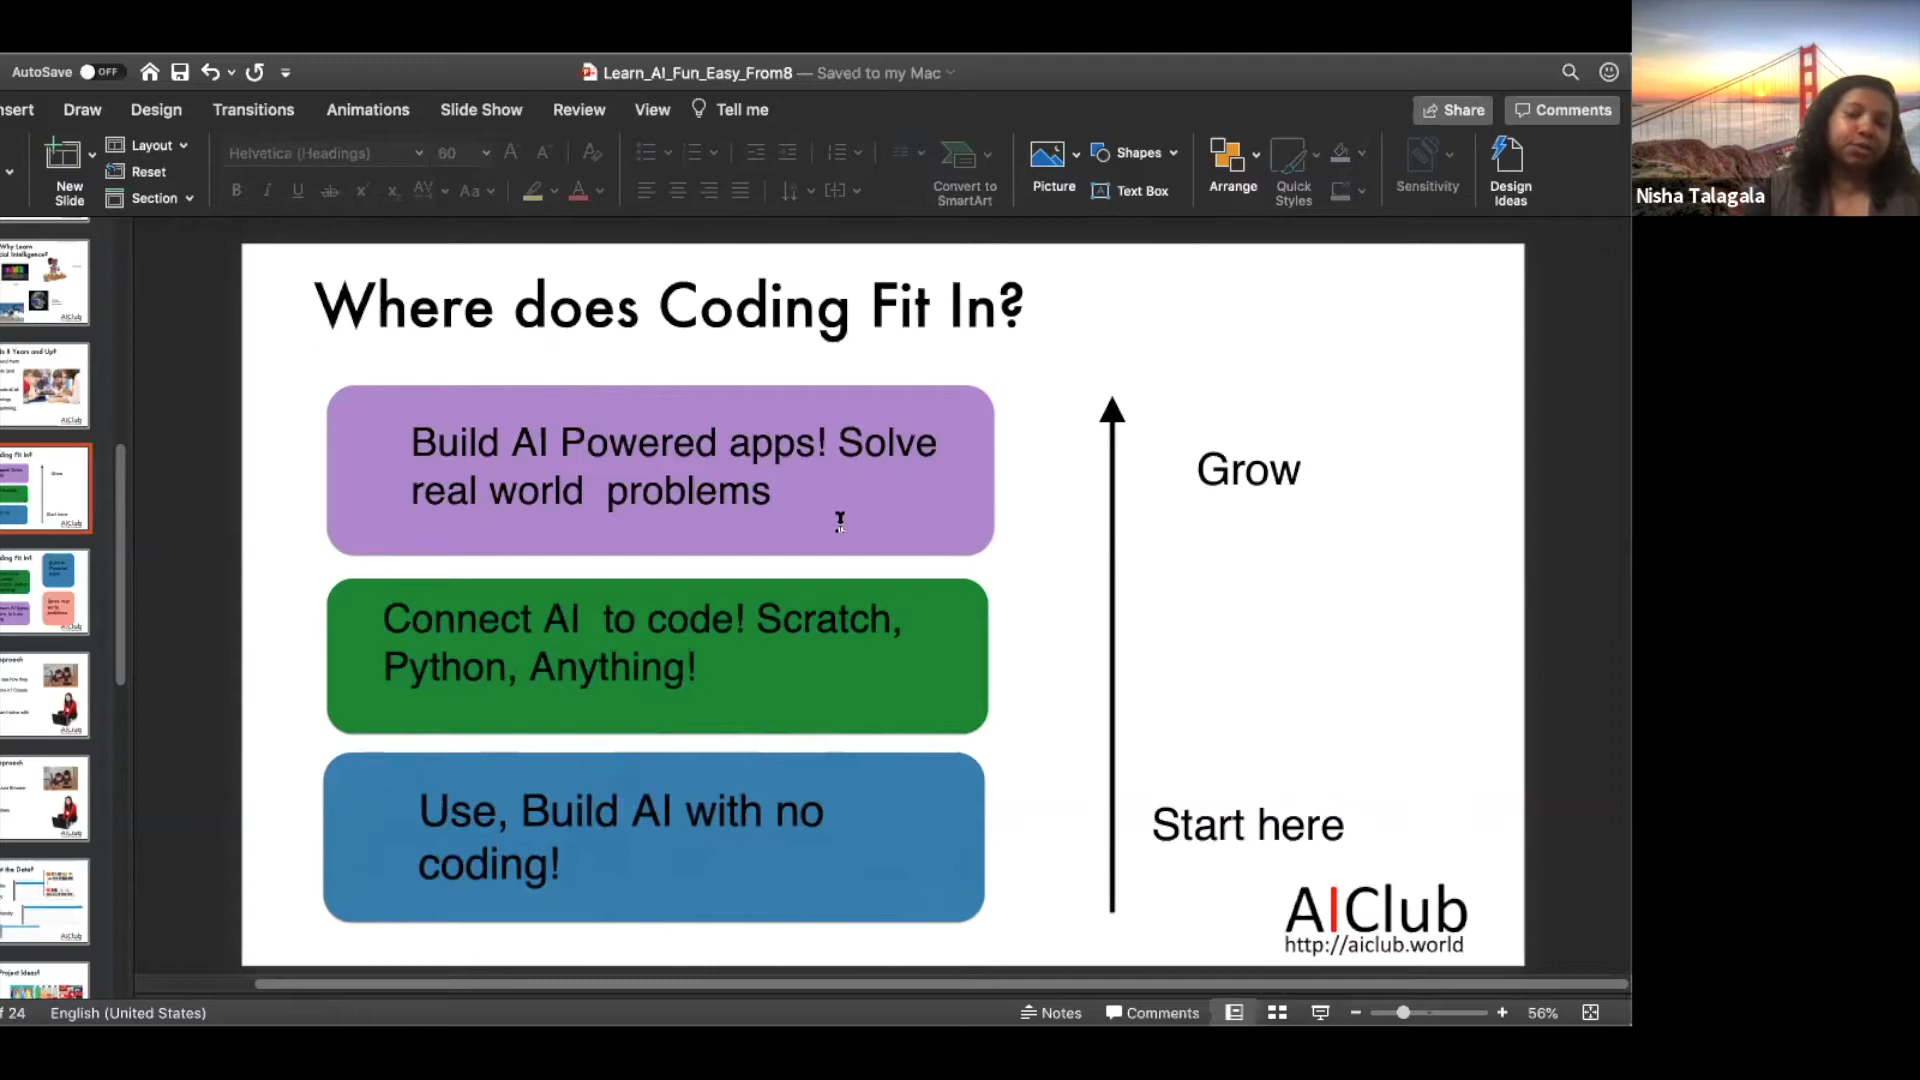 AutoSave OFF
Learn_AI_Fun_Easy_From8 — Saved to my Mac
nsert Draw Design Transitions Animations Slide Show Review View Tell me
Share Comments
New Slide
Layout
Reset
Section
Helvetica (Headings) 60
Convert to SmartArt
Picture
Shapes
Text Box
Arrange
Quick Styles
Sensitivity
Design Ideas
Nisha Talagala
Where does Coding Fit In?
Build AI Powered apps! Solve
real world problems
Grow
Connect AI to code! Scratch,
Python, Anything!
Use, Build AI with no
coding!
Start here
AIClub
http://aiclub.world
f 24 English (United States)
Notes Comments 56%